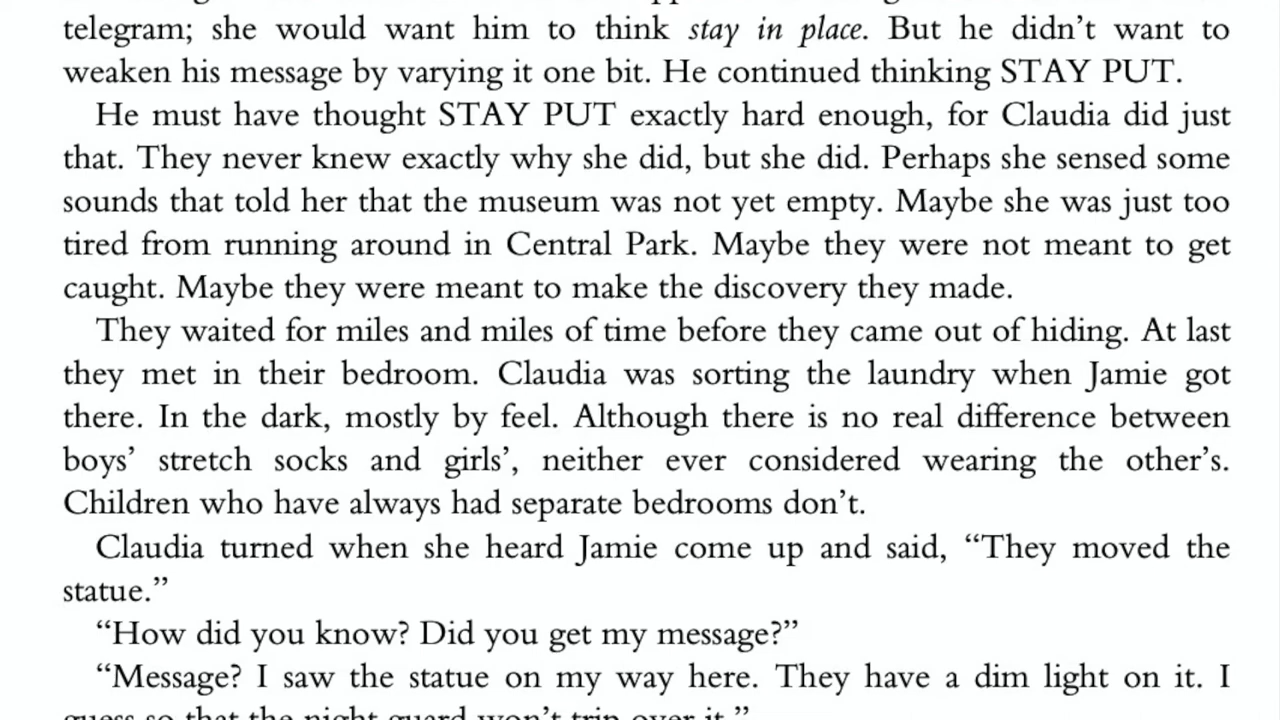 telegram; she would want him to think stay in place. But he didn’t want to
weaken his message by varying it one bit. He continued thinking STAY PUT.
He must have thought STAY PUT exactly hard enough, for Claudia did just
that. They never knew exactly why she did, but she did. Perhaps she sensed some
sounds that told her that the museum was not yet empty. Maybe she was just too
tired from running around in Central Park. Maybe they were not meant to get
caught. Maybe they were meant to make the discovery they made.
They waited for miles and miles of time before they came out of hiding. At last
they met in their bedroom. Claudia was sorting the laundry when Jamie got
there. In the dark, mostly by feel. Although there is no real difference between
boys’ stretch socks and girls’, neither ever considered wearing the other’s.
Children who have always had separate bedrooms don’t.
Claudia turned when she heard Jamie come up and said, “They moved the
statue.”
“How did you know? Did you get my message?”
“Message? I saw the statue on my way here. They have a dim light on it. I
guess so that the night guard won’t trip over it.”